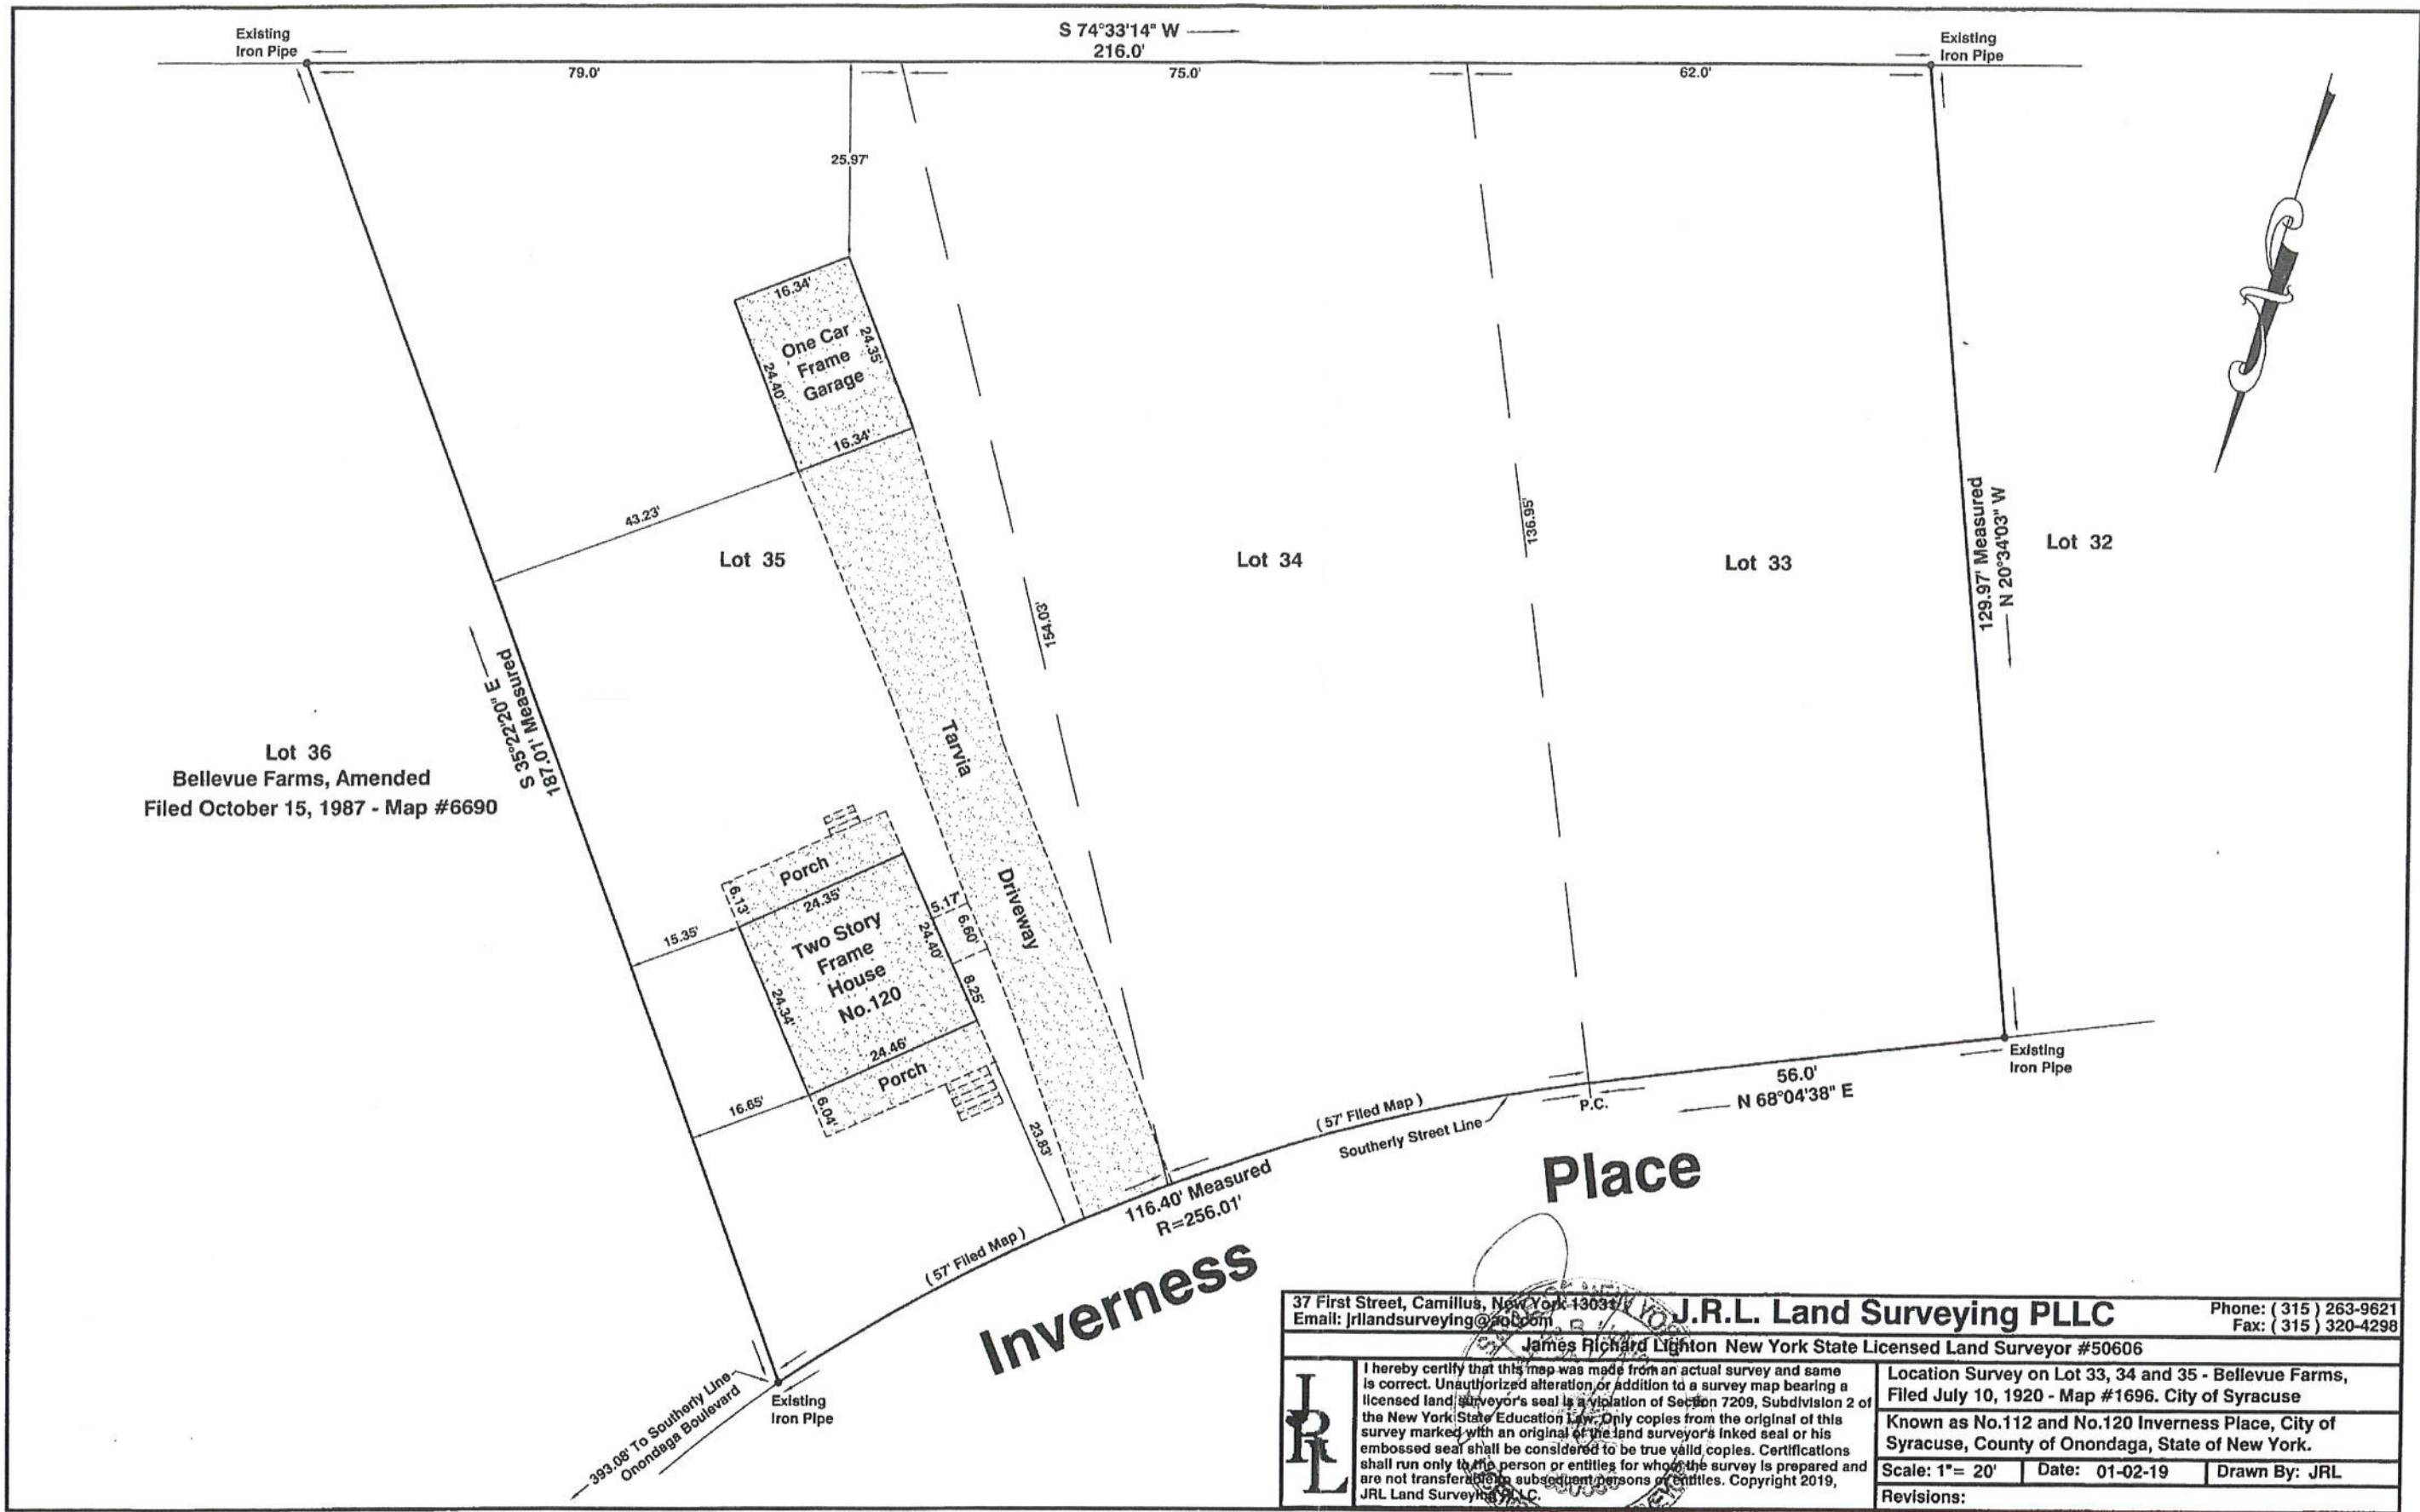 S 74°33'14" W
216.0'
Existing
Iron Pipe
79.0'
75.0'
62.0'
Existing
Iron Pipe
25.97'
16.34'
One Car
Frame
Garage
24.35'
24.40'
16.34'
43.23'
Lot 35
Lot 34
136.95'
Lot 33
129.97' Measured
N 20°34'03" W
Lot 32
154.03'
S 35°22'20" E
187.01' Measured
Lot 36
Bellevue Farms, Amended
Filed October 15, 1987 - Map #6690
Tarvia
Driveway
Porch
6.13'
24.35'
5.17'
6.60'
15.35'
Two Story
Frame
House
No.120
24.40'
24.34'
8.25'
24.46'
Porch
16.65'
6.04'
23.83'
Existing
Iron Pipe
56.0'
N 68°04'38" E
P.C.
( 57' Filed Map )
Southerly Street Line
116.40' Measured
R=256.01'
( 57' Filed Map )
Inverness
Place
Existing
Iron Pipe
393.08' To Southerly Line
Onondaga Boulevard
37 First Street, Camillus, New York 13031
Email: jrllandsurveying@aol.com
J.R.L. Land Surveying PLLC
Phone: ( 315 ) 263-9621
Fax: ( 315 ) 320-4298
James Richard Lighton New York State Licensed Land Surveyor #50606
JRL
I hereby certify that this map was made from an actual survey and same
is correct. Unauthorized alteration or addition to a survey map bearing a
licensed land surveyor's seal is a violation of Section 7209, Subdivision 2 of
the New York State Education Law. Only copies from the original of this
survey marked with an original of the land surveyor's inked seal or his
embossed seal shall be considered to be true valid copies. Certifications
shall run only to the person or entities for whom the survey is prepared and
are not transferable to subsequent persons or entities. Copyright 2019,
JRL Land Surveying PLLC.
Location Survey on Lot 33, 34 and 35 - Bellevue Farms,
Filed July 10, 1920 - Map #1696. City of Syracuse
Known as No.112 and No.120 Inverness Place, City of
Syracuse, County of Onondaga, State of New York.
Scale: 1"= 20'
Date: 01-02-19
Drawn By: JRL
Revisions: